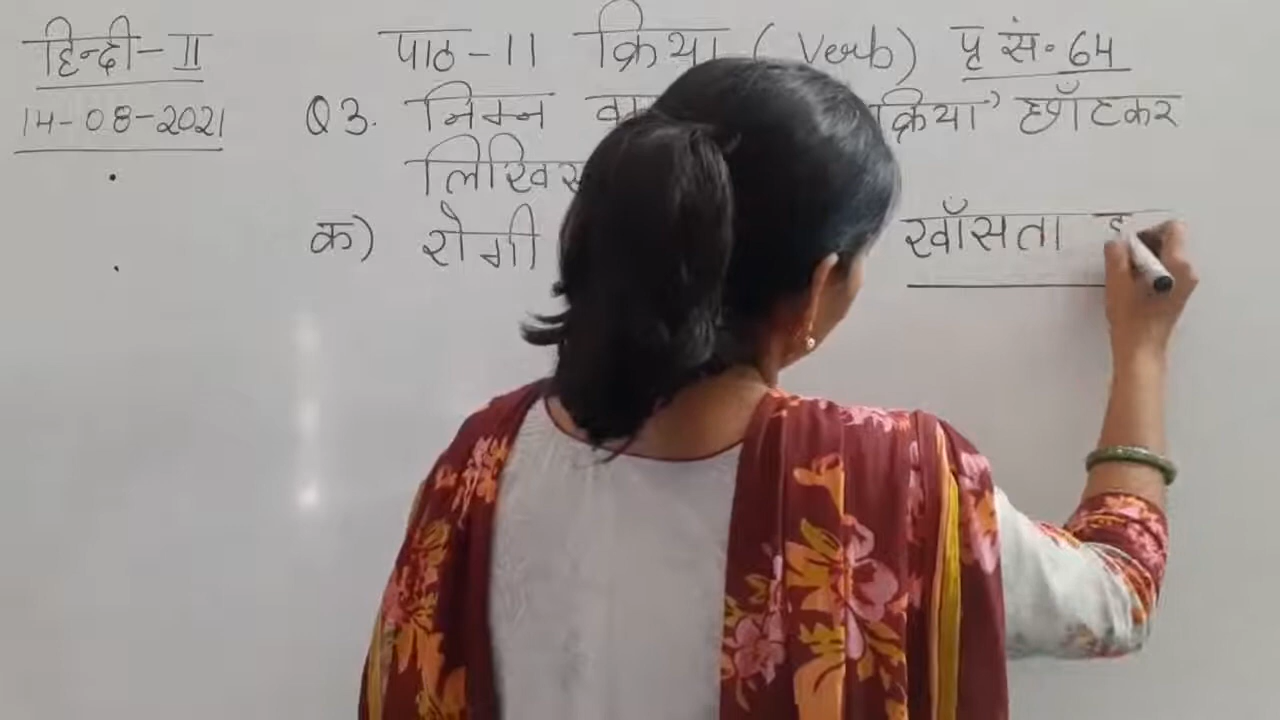 हिन्दी-II
14-08-2021
पाठ-11 क्रिया (Verb) पृ सं॰ 64
Q3. निम्न क्रिया' छाँटकर
क) रोगी खाँसता